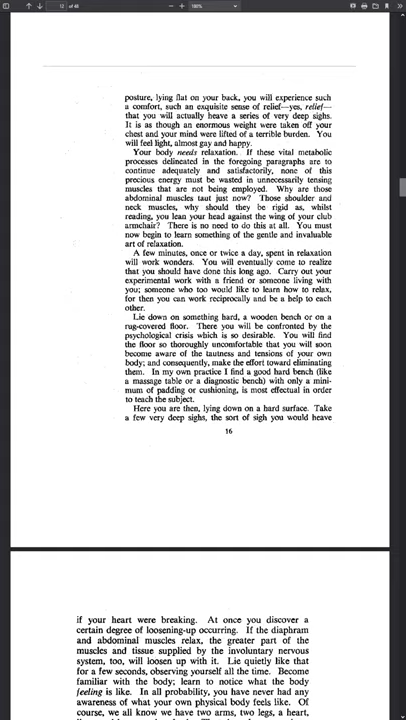 12 of 48
100%
posture, lying flat on your back, you will experience such
a comfort, such an exquisite sense of relief—yes, relief—
that you will actually heave a series of very deep sighs.
It is as though an enormous weight were taken off your
chest and your mind were lifted of a terrible burden. You
will feel light, almost gay and happy.
Your body needs relaxation. If these vital metabolic
processes delineated in the foregoing paragraphs are to
continue adequately and satisfactorily, none of this
precious energy must be wasted in unnecessarily tensing
muscles that are not being employed. Why are those
abdominal muscles taut just now? Those shoulder and
neck muscles, why should they be rigid as, whilst
reading, you lean your head against the wing of your club
armchair? There is no need to do this at all. You must
now begin to learn something of the gentle and invaluable
art of relaxation.
A few minutes, once or twice a day, spent in relaxation
will work wonders. You will eventually come to realize
that you should have done this long ago. Carry out your
experimental work with a friend or someone living with
you; someone who too would like to learn how to relax,
for then you can work reciprocally and be a help to each
other.
Lie down on something hard, a wooden bench or on a
rug-covered floor. There you will be confronted by the
psychological crisis which is so desirable. You will find
the floor so thoroughly uncomfortable that you will soon
become aware of the tautness and tensions of your own
body; and consequently, make the effort toward eliminating
them. In my own practice I find a good hard bench (like
a massage table or a diagnostic bench) with only a mini-
mum of padding or cushioning, is most effectual in order
to teach the subject.
Here you are then, lying down on a hard surface. Take
a few very deep sighs, the sort of sigh you would heave
16
if your heart were breaking. At once you discover a
certain degree of loosening-up occurring. If the diaphram
and abdominal muscles relax, the greater part of the
muscles and tissue supplied by the involuntary nervous
system, too, will loosen up with it. Lie quietly like that
for a few seconds, observing yourself all the time. Become
familiar with the body; learn to notice what the body
feeling is like. In all probability, you have never had any
awareness of what your own physical body feels like. Of
course, we all know we have two arms, two legs, a heart,